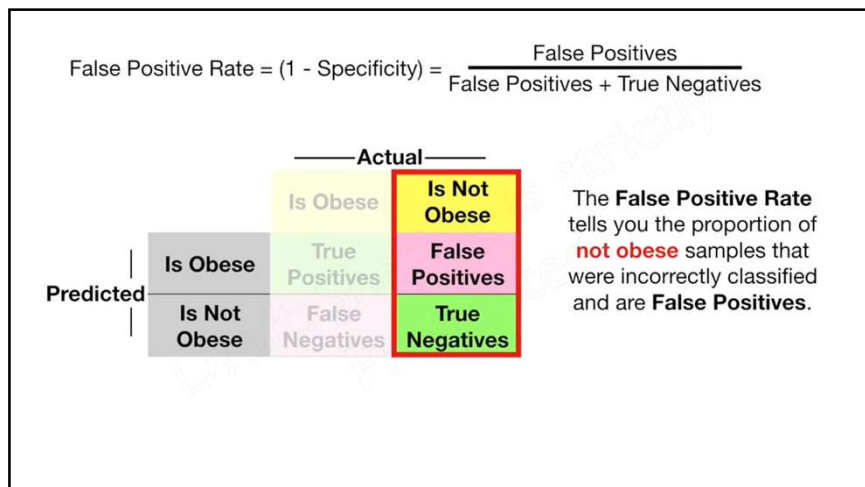 False Positive Rate = (1 - Specificity) =
False Positives
False Positives + True Negatives
Actual
Is Obese
Is Not
Obese
Predicted
Is Obese
True
Positives
False
Positives
Is Not
Obese
False
Negatives
True
Negatives
The False Positive Rate
tells you the proportion of
not obese samples that
were incorrectly classified
and are False Positives.